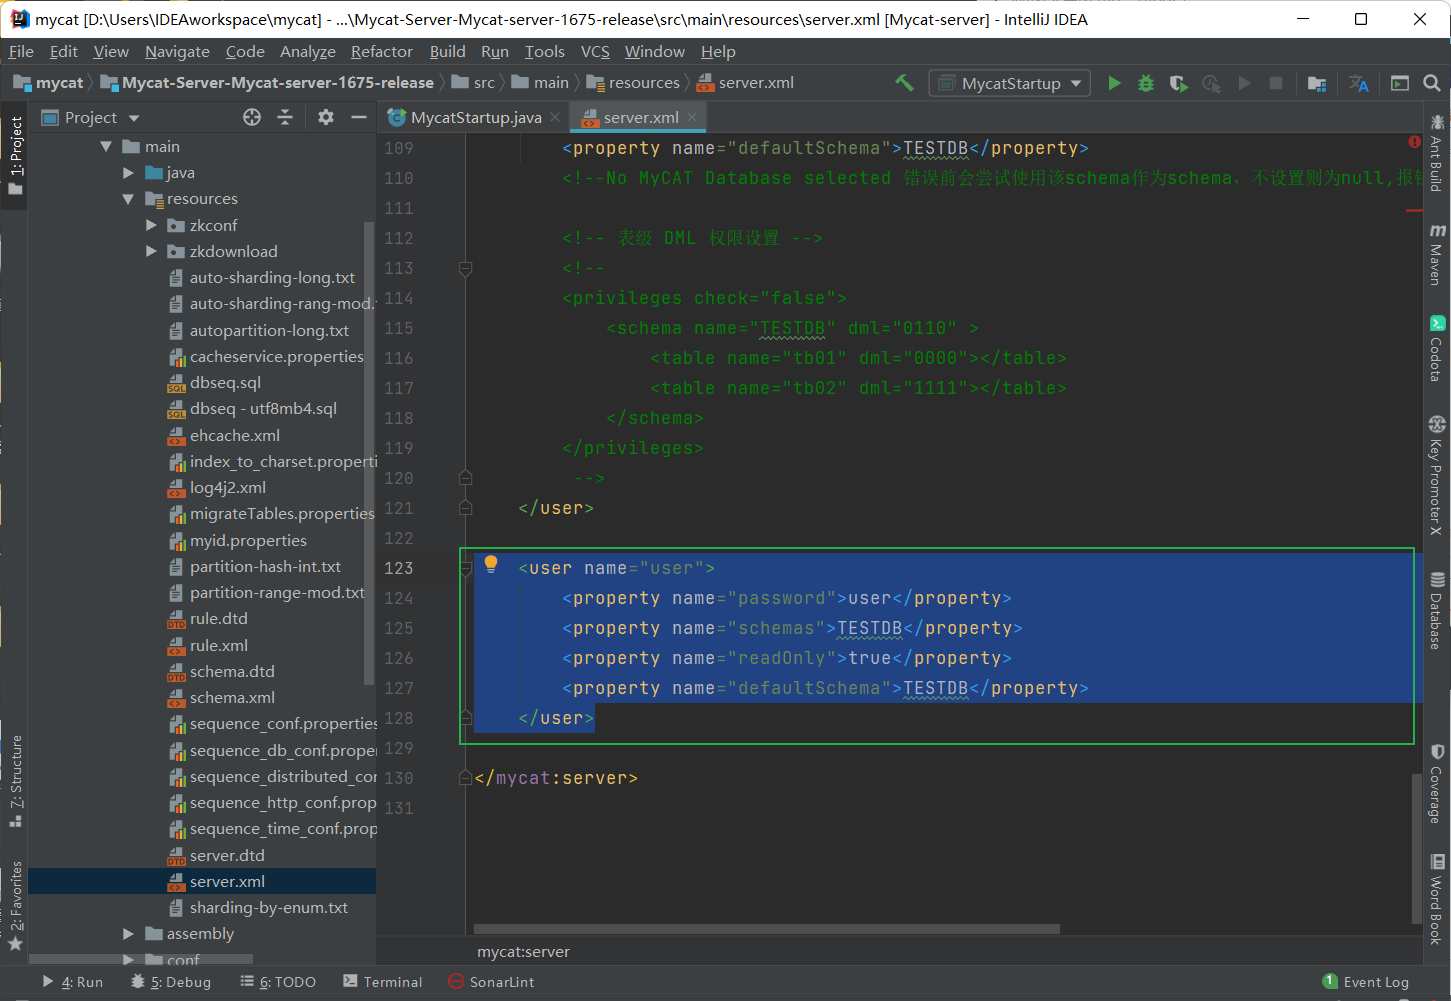 mycat [D:\Users\IDEAworkspace\mycat] - ...\Mycat-Server-Mycat-server-1675-release\src\main\resources\server.xml [Mycat-server] - IntelliJ IDEA
File Edit View Navigate Code Analyze Refactor Build Run Tools VCS Window Help
mycat Mycat-Server-Mycat-server-1675-release src main resources server.xml MycatStartup
Project
MycatStartup.java server.xml
1: Project
7: Structure
2: Favorites
main
java
resources
zkconf
zkdownload
auto-sharding-long.txt
auto-sharding-rang-mod.
autopartition-long.txt
cacheservice.properties
dbseq.sql
dbseq - utf8mb4.sql
ehcache.xml
index_to_charset.properti
log4j2.xml
migrateTables.properties
myid.properties
partition-hash-int.txt
partition-range-mod.txt
rule.dtd
rule.xml
schema.dtd
schema.xml
sequence_conf.properties
sequence_db_conf.proper
sequence_distributed_cor
sequence_http_conf.prop
sequence_time_conf.prop
server.dtd
server.xml
sharding-by-enum.txt
assembly
conf
109 <property name="defaultSchema">TESTDB</property>
110 <!--No MyCAT Database selected 错误前会尝试使用该schema作为schema，不设置则为null,报错
111
112 <!-- 表级 DML 权限设置 -->
113 <!--
114 <privileges check="false">
115 <schema name="TESTDB" dml="0110" >
116 <table name="tb01" dml="0000"></table>
117 <table name="tb02" dml="1111"></table>
118 </schema>
119 </privileges>
120 -->
121 </user>
122
123 <user name="user">
124 <property name="password">user</property>
125 <property name="schemas">TESTDB</property>
126 <property name="readOnly">true</property>
127 <property name="defaultSchema">TESTDB</property>
128 </user>
129
130 </mycat:server>
131
mycat:server
Ant Build
Maven
Codota
Key Promoter X
Database
Coverage
Word Book
4: Run 5: Debug 6: TODO Terminal SonarLint 1 Event Log